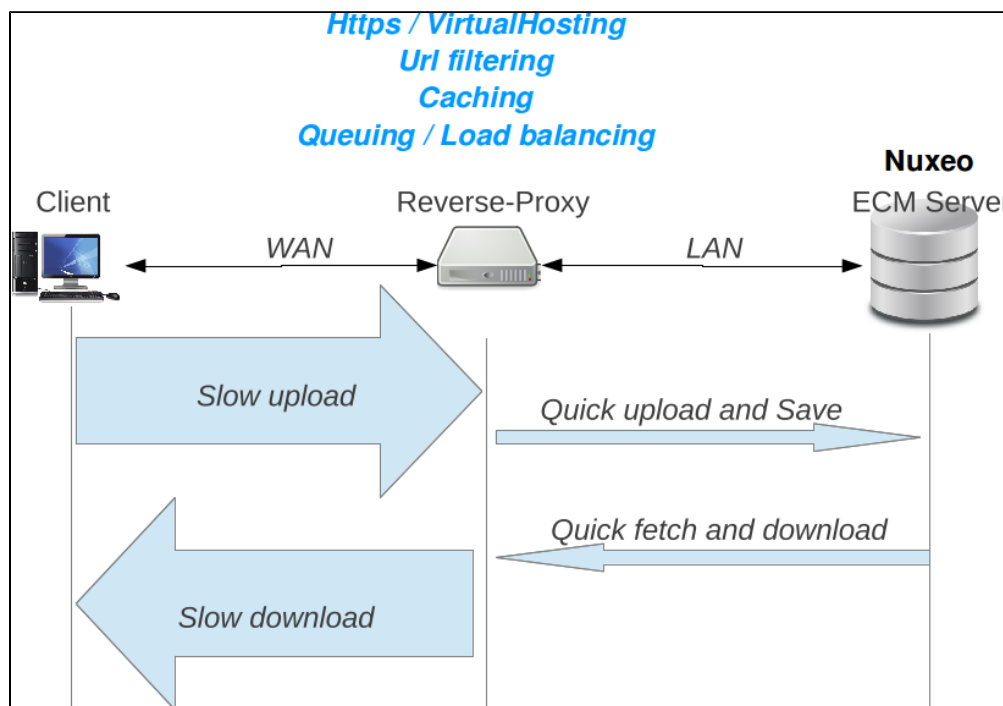 Https / VirtualHosting
Url filtering
Caching
Queuing / Load balancing
Nuxeo
Client
Reverse-Proxy
ECM Server
WAN
LAN
Slow upload
Quick upload and Save
Quick fetch and download
Slow download